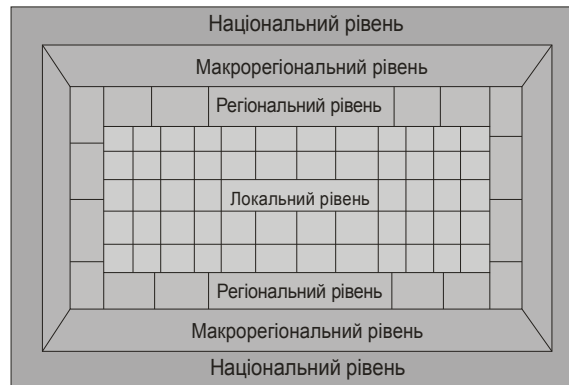 Національний рівень
Макрорегіональний рівень
Регіональний рівень
Локальний рівень
Регіональний рівень
Макрорегіональний рівень
Національний рівень